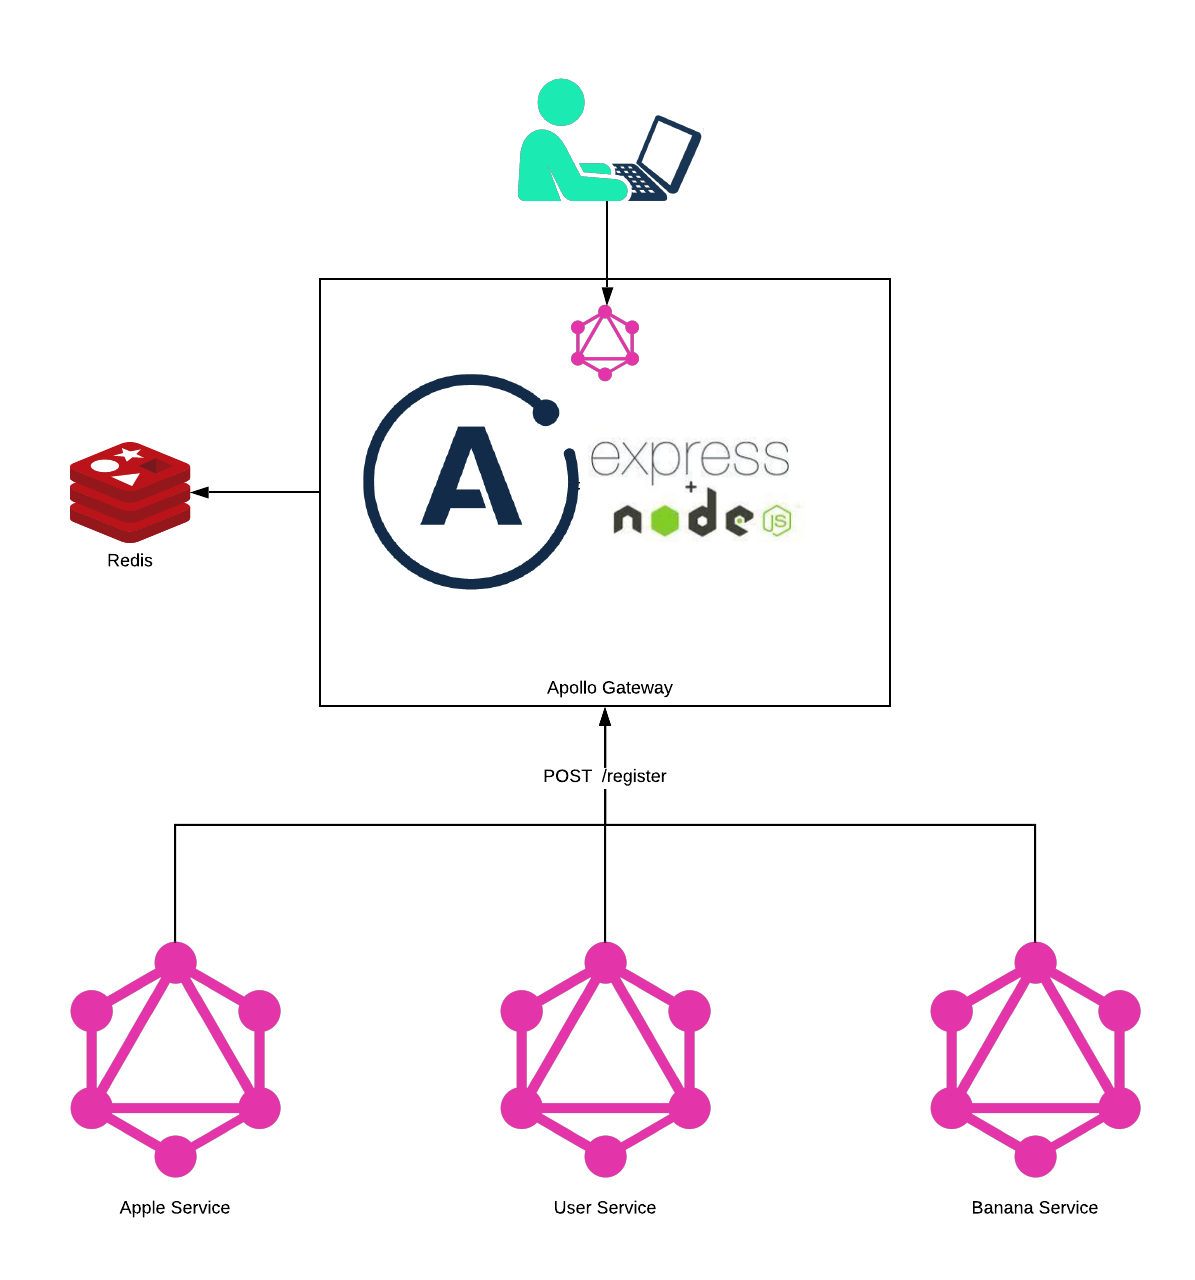 express
+
node
JS
Redis
Apollo Gateway
POST  /register
Apple Service
User Service
Banana Service